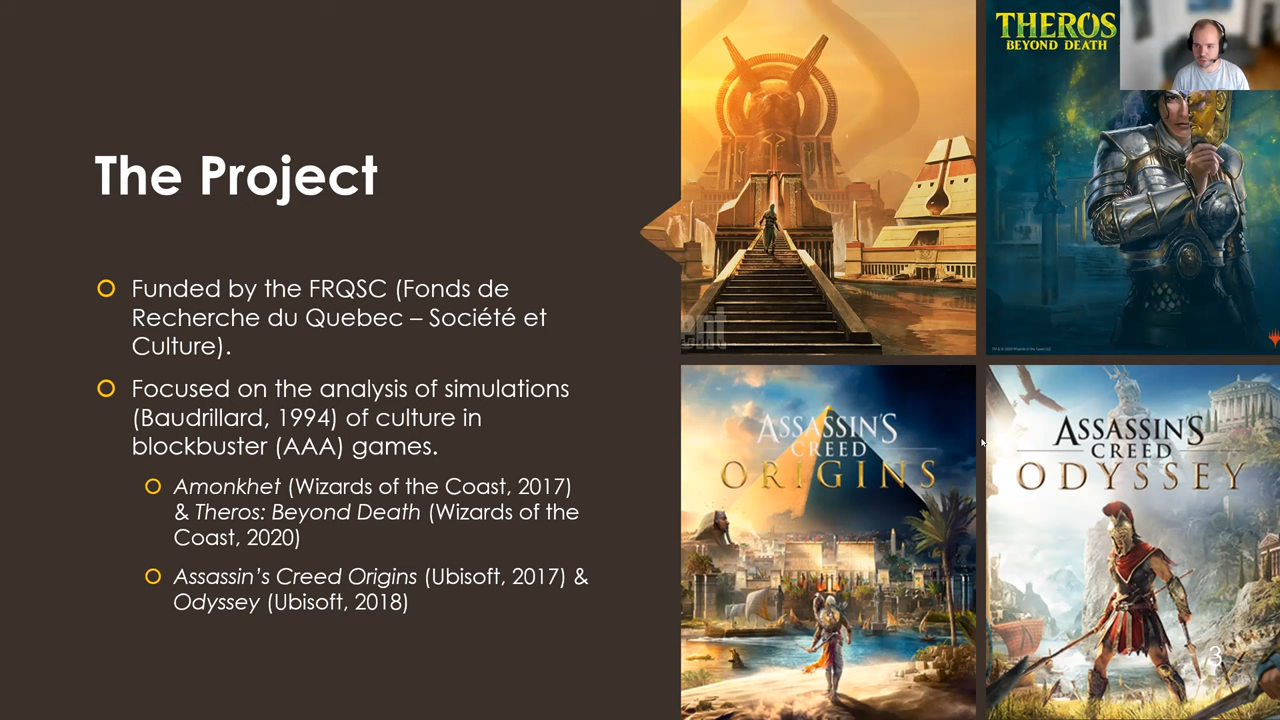 The Project
Funded by the FRQSC (Fonds de
Recherche du Quebec – Société et
Culture).
Focused on the analysis of simulations
(Baudrillard, 1994) of culture in
blockbuster (AAA) games.
Amonkhet (Wizards of the Coast, 2017)
& Theros: Beyond Death (Wizards of the
Coast, 2020)
Assassin’s Creed Origins (Ubisoft, 2017) &
Odyssey (Ubisoft, 2018)
THEROS
BEYOND DEATH
ASSASSIN'S
CREED
ORIGINS
ASSASSIN'S
CREED
ODYSSEY
3